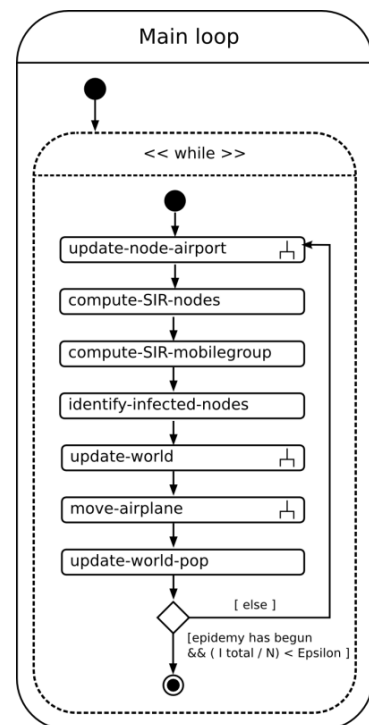 Main loop
<< while >>
update-node-airport
compute-SIR-nodes
compute-SIR-mobilegroup
identify-infected-nodes
update-world
move-airplane
update-world-pop
[ else ]
[epidemy has begun
&& ( I total / N) < Epsilon ]